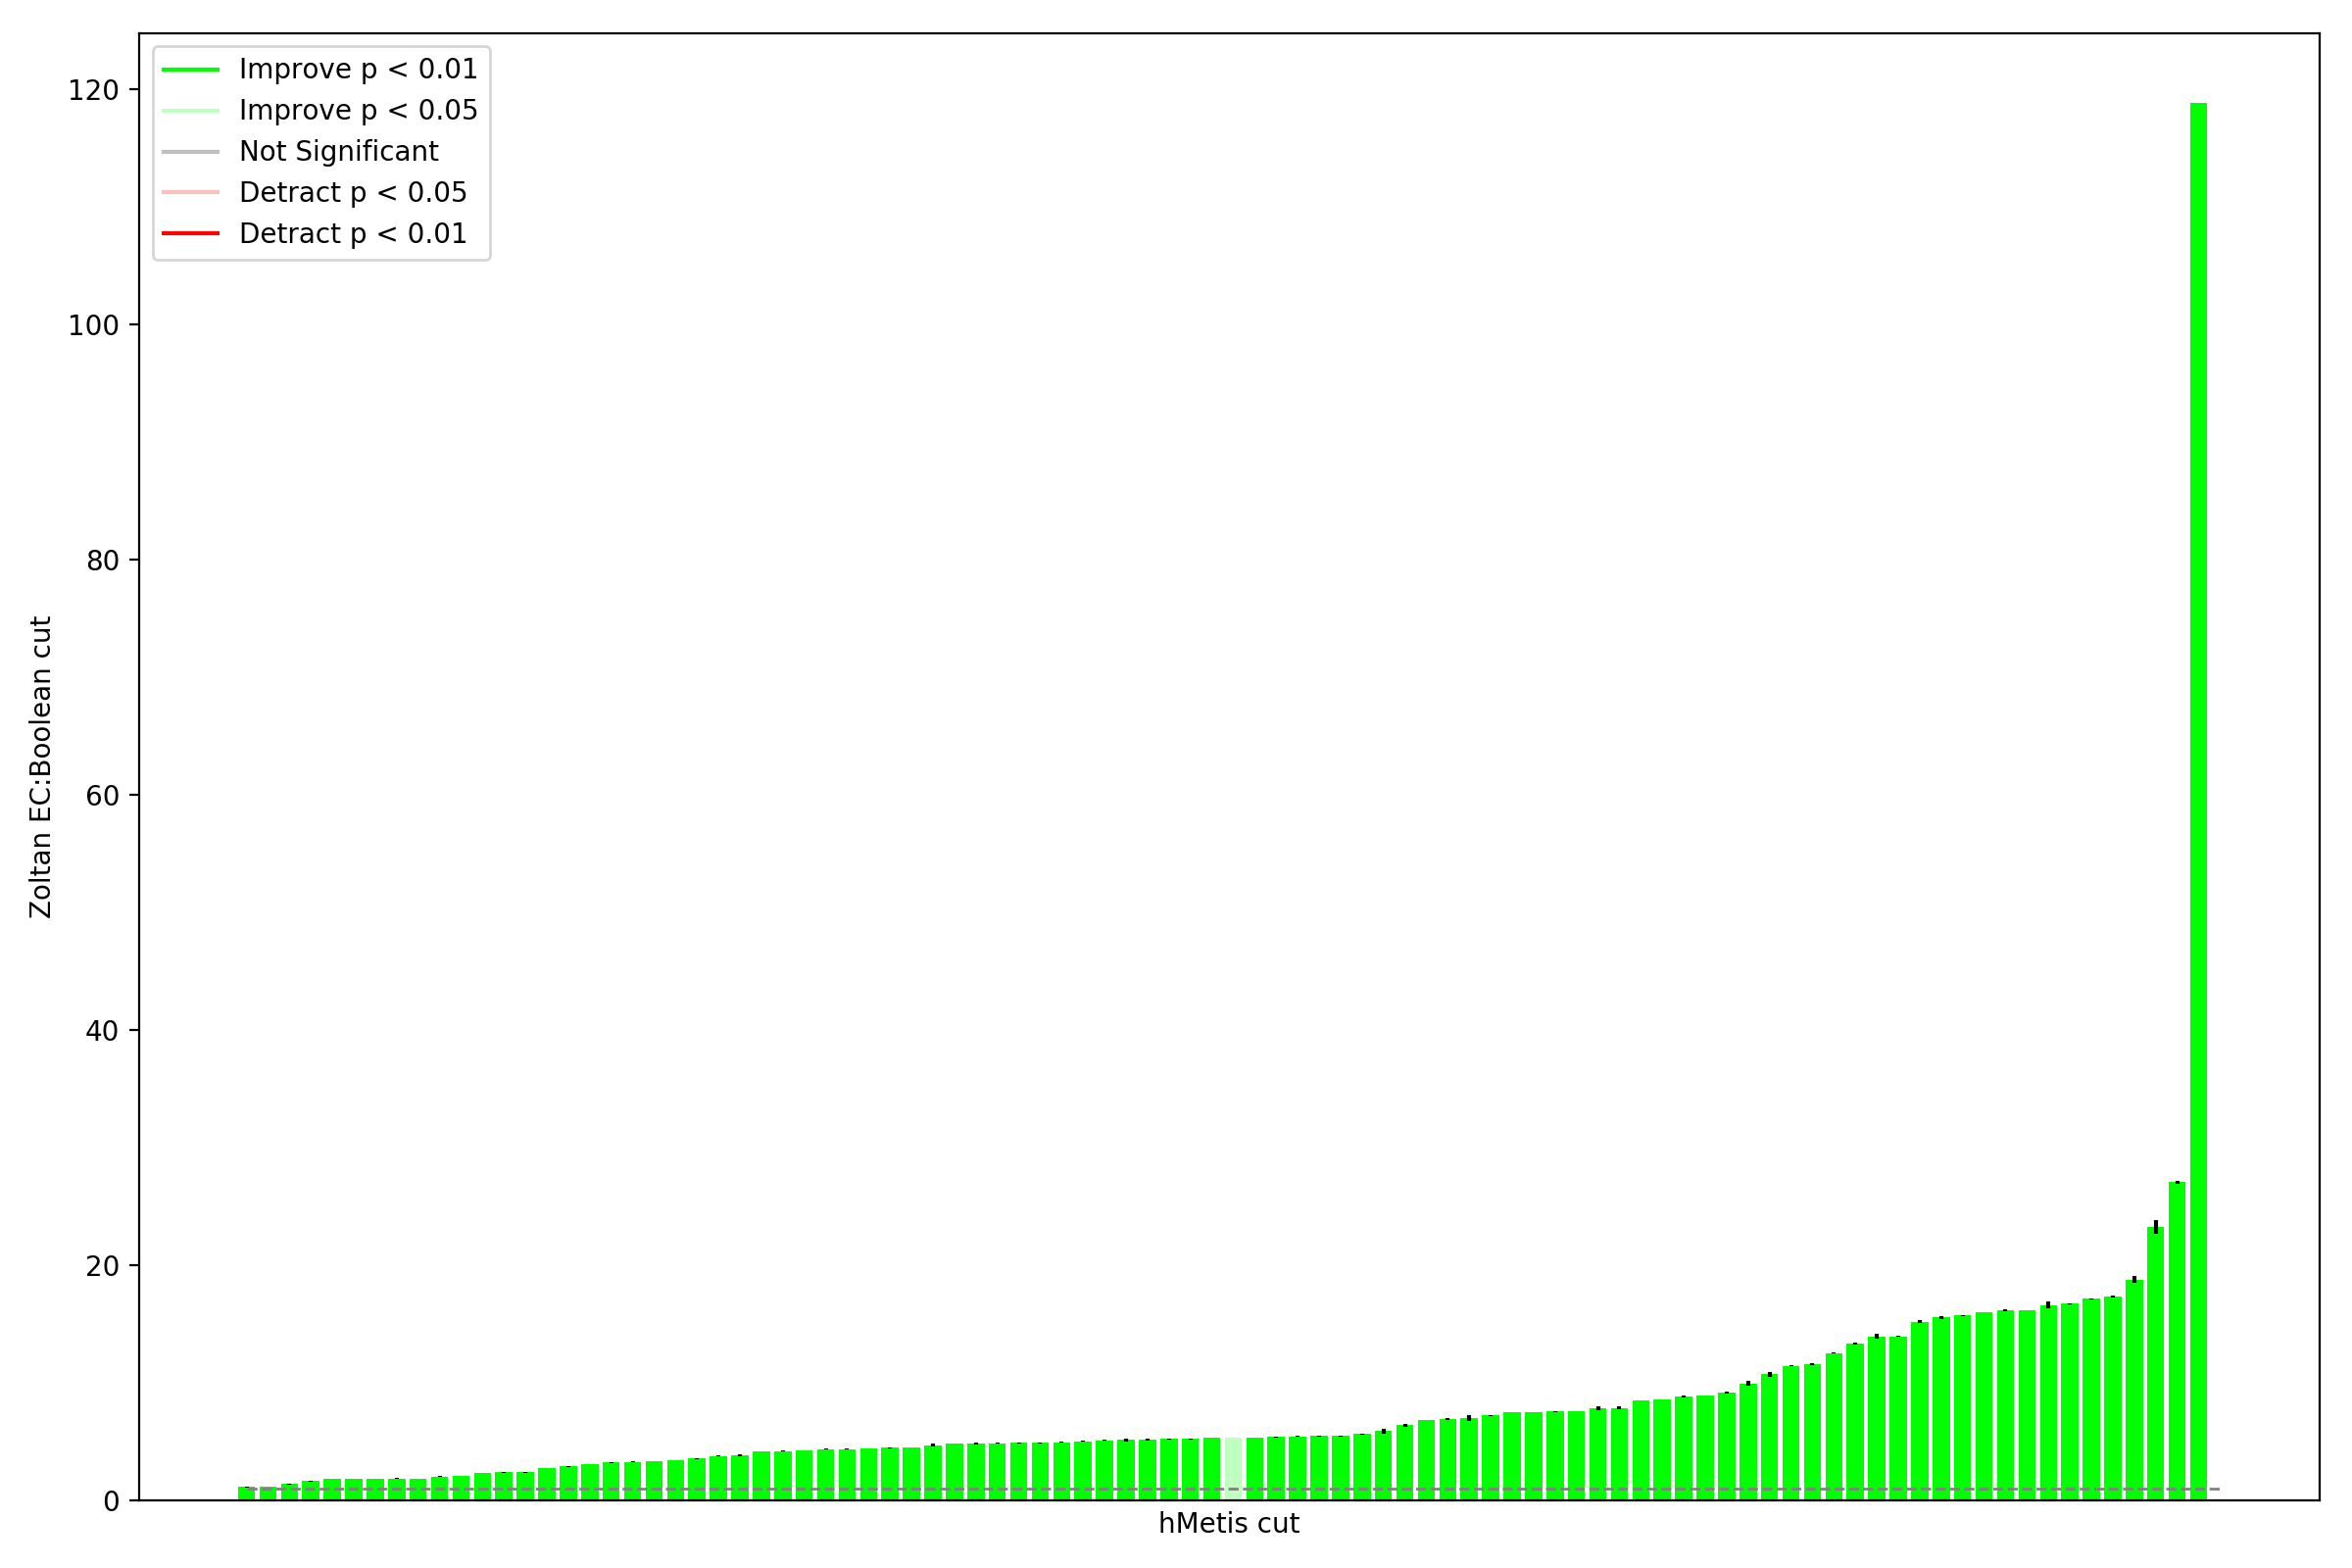 Improve p < 0.01
Improve p < 0.05
Not Significant
Detract p < 0.05
Detract p < 0.01
120
100
80
60
40
20
0
Zoltan EC:Boolean cut
hMetis cut